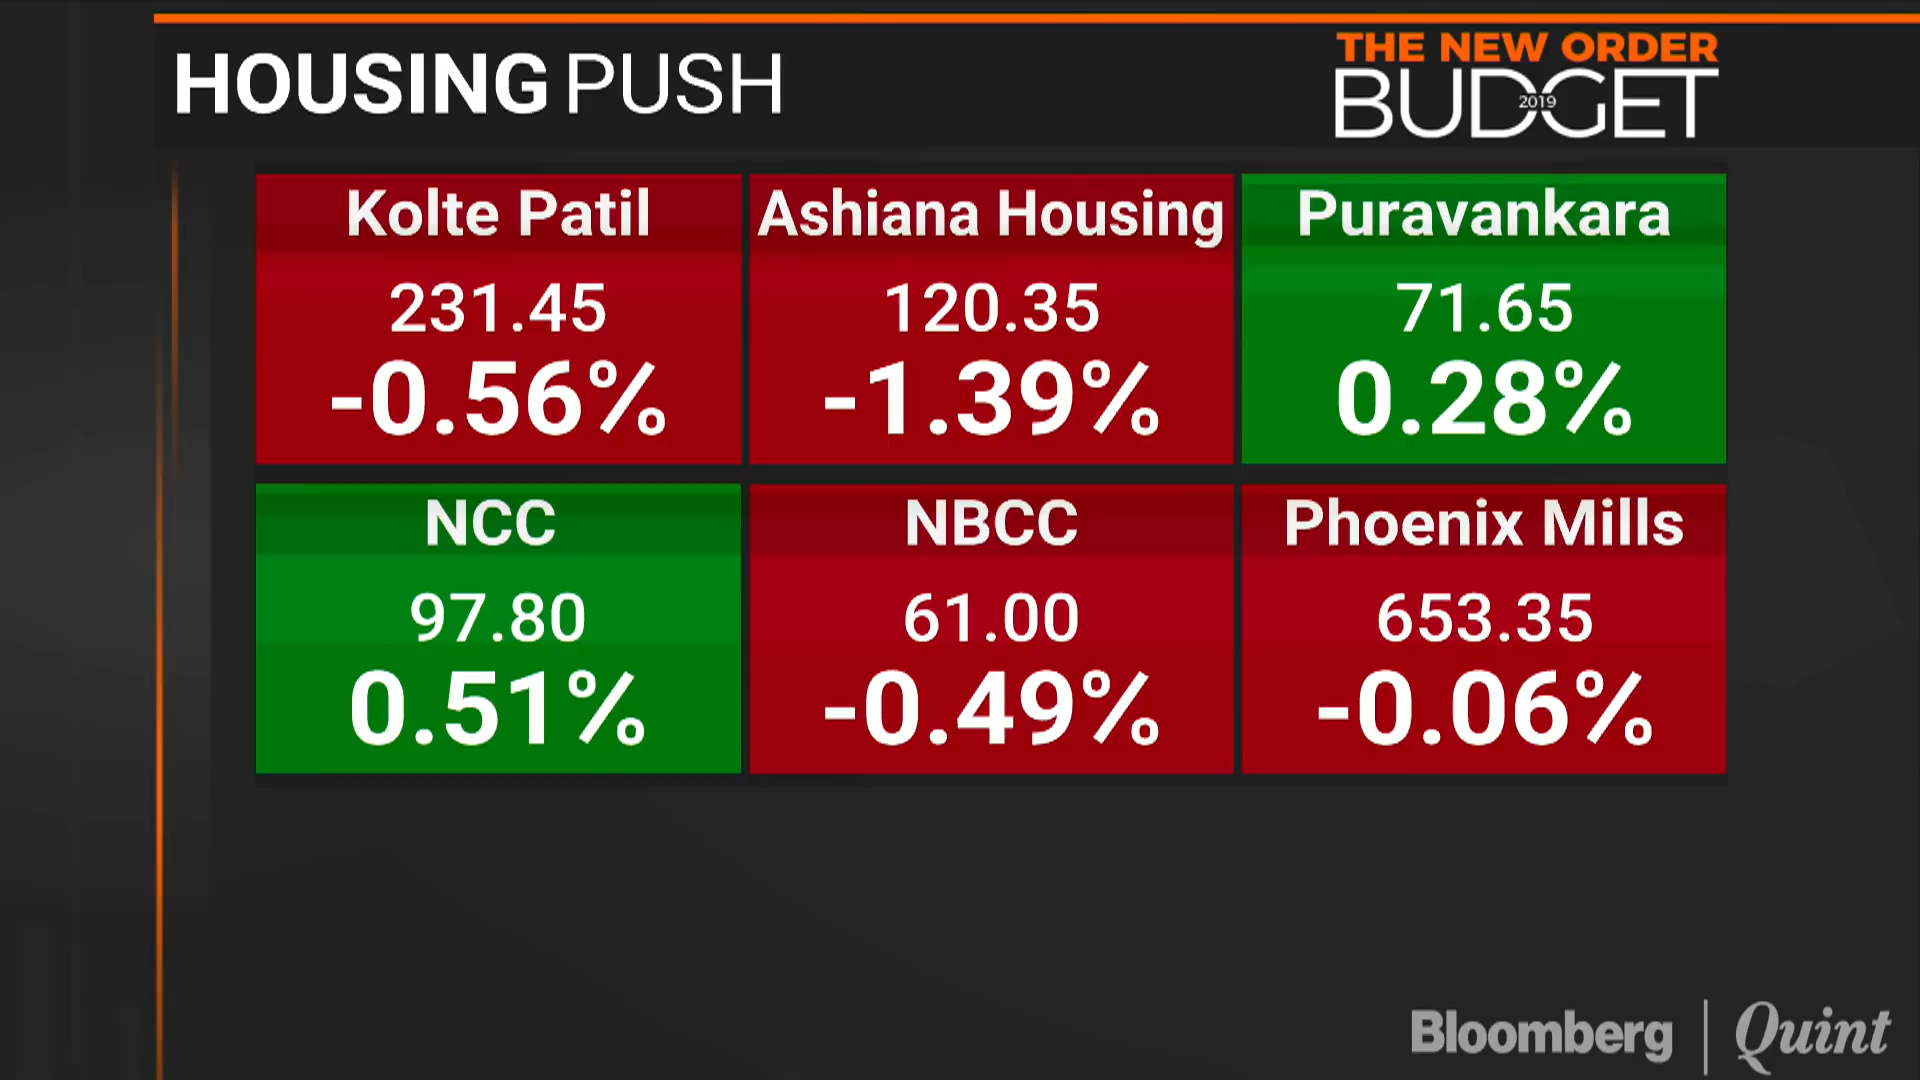 HOUSING PUSH
THE NEW ORDER
BUDGET
2019
Kolte Patil
231.45
-0.56%
Ashiana Housing
120.35
-1.39%
Puravankara
71.65
0.28%
NCC
97.80
0.51%
NBCC
61.00
-0.49%
Phoenix Mills
653.35
-0.06%
Bloomberg | Quint